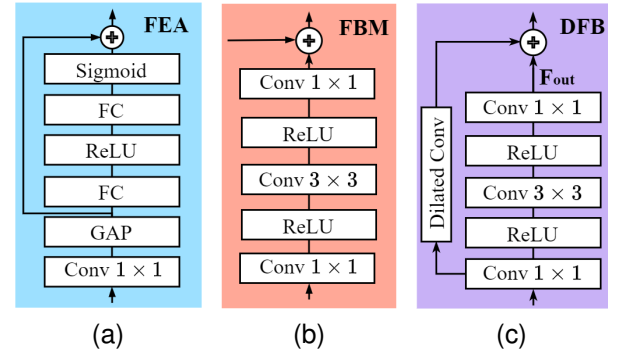 FEA
Sigmoid
FC
ReLU
FC
GAP
Conv 1 × 1
(a)
FBM
Conv 1 × 1
ReLU
Conv 3 × 3
ReLU
Conv 1 × 1
(b)
DFB
Fout
Conv 1 × 1
ReLU
Conv 3 × 3
ReLU
Conv 1 × 1
Dilated Conv
(c)